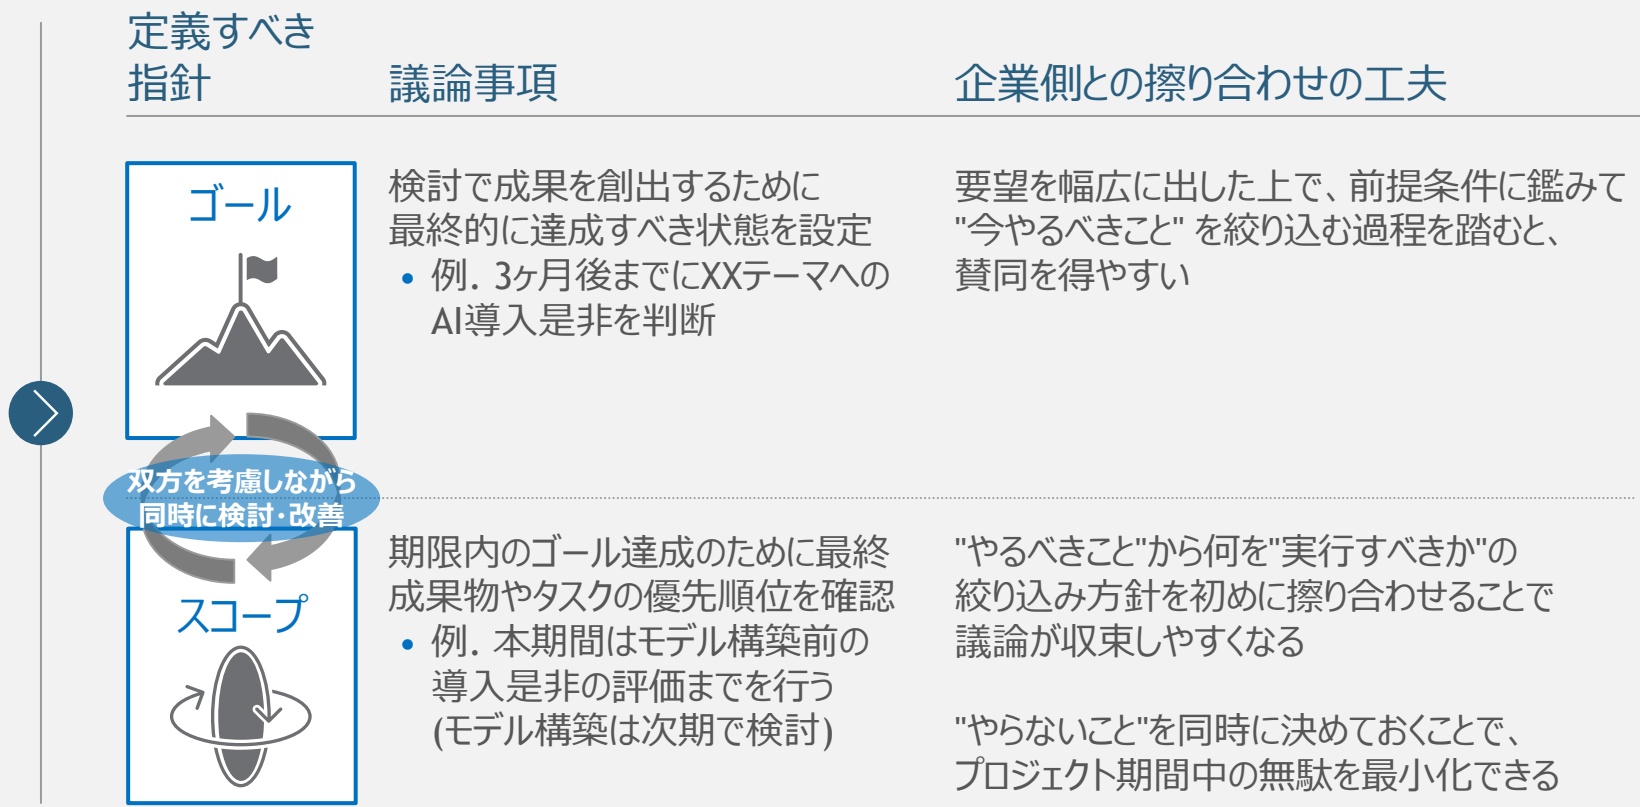 定義すべき
指針
議論事項
企業側との擦り合わせの工夫
ゴール
検討で成果を創出するために
最終的に達成すべき状態を設定
• 例. 3ヶ月後までにXXテーマへの
AI導入是非を判断
要望を幅広に出した上で、前提条件に鑑みて
"今やるべきこと" を絞り込む過程を踏むと、
賛同を得やすい
双方を考慮しながら
同時に検討・改善
スコープ
期限内のゴール達成のために最終
成果物やタスクの優先順位を確認
• 例. 本期間はモデル構築前の
導入是非の評価までを行う
(モデル構築は次期で検討)
"やるべきこと"から何を"実行すべきか"の
絞り込み方針を初めに擦り合わせることで
議論が収束しやすくなる
"やらないこと"を同時に決めておくことで、
プロジェクト期間中の無駄を最小化できる